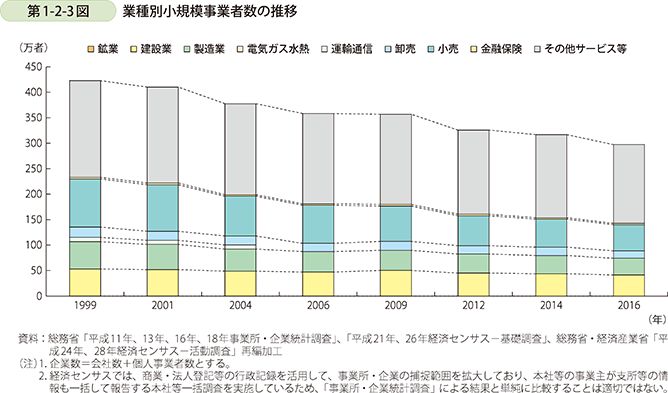 第1-2-3図 業種別小規模事業者数の推移
(万者)
鉱業 建設業 製造業 電気ガス水熱 運輸通信 卸売 小売 金融保険 その他サービス等
450
400
350
300
250
200
150
100
50
0
1999 2001 2004 2006 2009 2012 2014 2016
(年)
資料:総務省「平成11年、13年、16年、18年事業所・企業統計調査」、「平成21年、26年経済センサス-基礎調査」、総務省・経済産業省「平
成24年、28年経済センサス-活動調査」再編加工
(注)1. 企業数=会社数+個人事業者数とする。
2. 経済センサスでは、商業・法人登記等の行政記録を活用して、事業所・企業の捕捉範囲を拡大しており、本社等の事業主が支所等の情
報も一括して報告する本社等一括調査を実施しているため、「事業所・企業統計調査」による結果と単純に比較することは適切ではない。